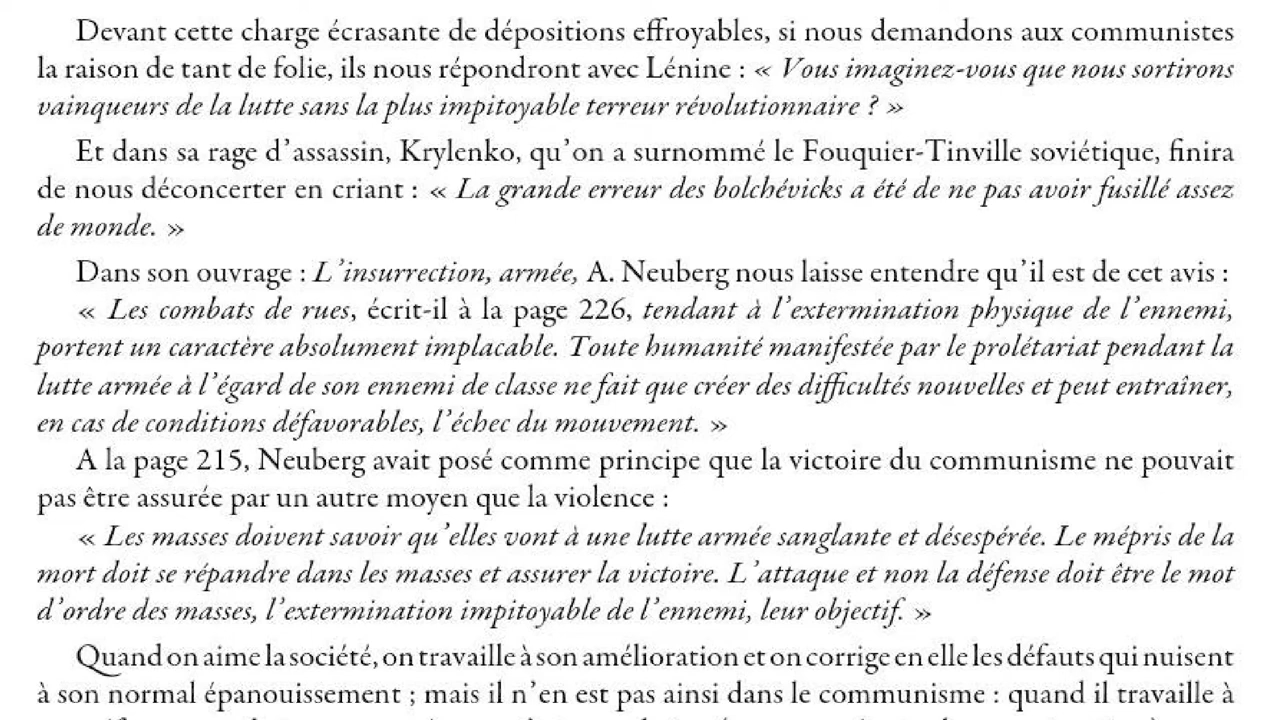 Devant cette charge écrasante de dépositions effroyables, si nous demandons aux communistes
la raison de tant de folie, ils nous répondront avec Lénine : « Vous imaginez-vous que nous sortirons
vainqueurs de la lutte sans la plus impitoyable terreur révolutionnaire ? »
Et dans sa rage d’assassin, Krylenko, qu’on a surnommé le Fouquier-Tinville soviétique, finira
de nous déconcerter en criant : « La grande erreur des bolchévicks a été de ne pas avoir fusillé assez
de monde. »
Dans son ouvrage : L’insurrection, armée, A. Neuberg nous laisse entendre qu’il est de cet avis :
« Les combats de rues, écrit-il à la page 226, tendant à l’extermination physique de l’ennemi,
portent un caractère absolument implacable. Toute humanité manifestée par le prolétariat pendant la
lutte armée à l’égard de son ennemi de classe ne fait que créer des difficultés nouvelles et peut entraîner,
en cas de conditions défavorables, l’échec du mouvement. »
A la page 215, Neuberg avait posé comme principe que la victoire du communisme ne pouvait
pas être assurée par un autre moyen que la violence :
« Les masses doivent savoir qu’elles vont à une lutte armée sanglante et désespérée. Le mépris de la
mort doit se répandre dans les masses et assurer la victoire. L’attaque et non la défense doit être le mot
d’ordre des masses, l’extermination impitoyable de l’ennemi, leur objectif. »
Quand on aime la société, on travaille à son amélioration et on corrige en elle les défauts qui nuisent
à son normal épanouissement ; mais il n’en est pas ainsi dans le communisme : quand il travaille à